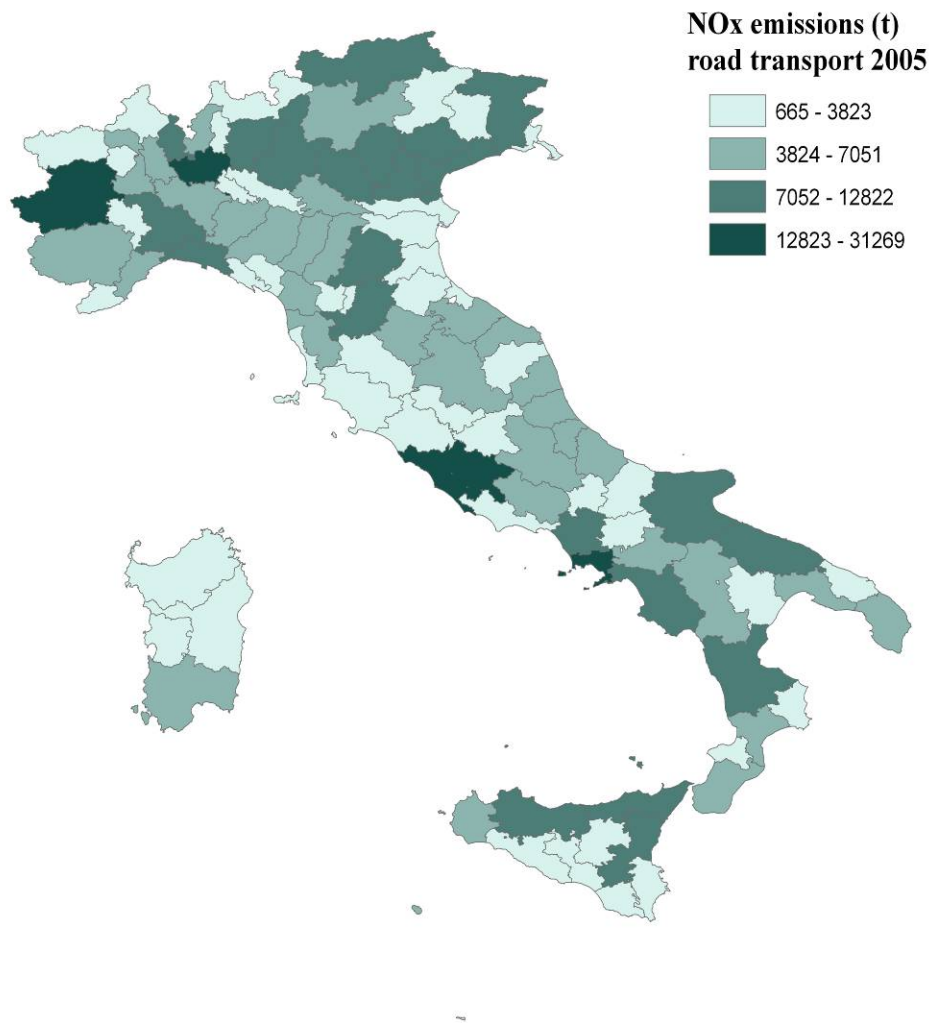 NOx emissions (t)
road transport 2005
665 - 3823
3824 - 7051
7052 - 12822
12823 - 31269